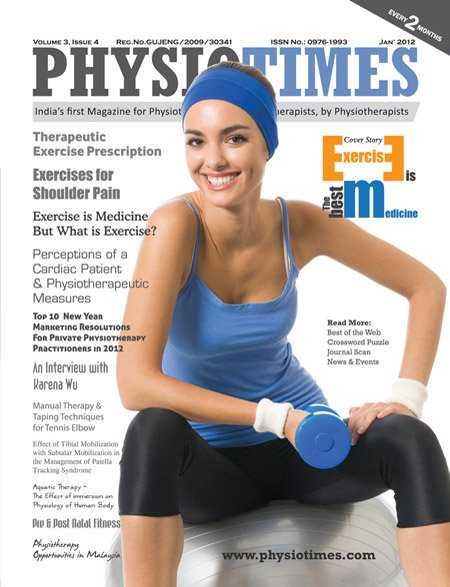 EVERY 2 MONTHS
VOLUME 3, ISSUE 4 REG.NO.GUJENG/2009/30341 ISSN NO.: 0976-1993 JAN' 2012
PHYSIOTIMES
India's first Magazine for Physiot herapists, by Physiotherapists
Therapeutic
Exercise Prescription
Exercises for
Shoulder Pain
Exercise is Medicine
But What is Exercise?
Perceptions of a
Cardiac Patient
& Physiotherapeutic
Measures
Top 10 New Year
Marketing Resolutions
For Private Physiotherapy
Practitioners in 2012
An Interview with
Karena Wu
Manual Therapy &
Taping Techniques
for Tennis Elbow
Effect of Tibial Mobilization
with Subtalar Mobilization in
the Management of Patella
Tracking Syndrome
Aquatic Therapy -
The Effect of immersion on
Physiology of Human Body
Pre & Post Natal Fitness
Physiotherapy
Opportunities in Malaysia
Cover Story
Exercise
is
The best
medicine
Read More:
Best of the Web
Crossword Puzzle
Journal Scan
News & Events
www.physiotimes.com